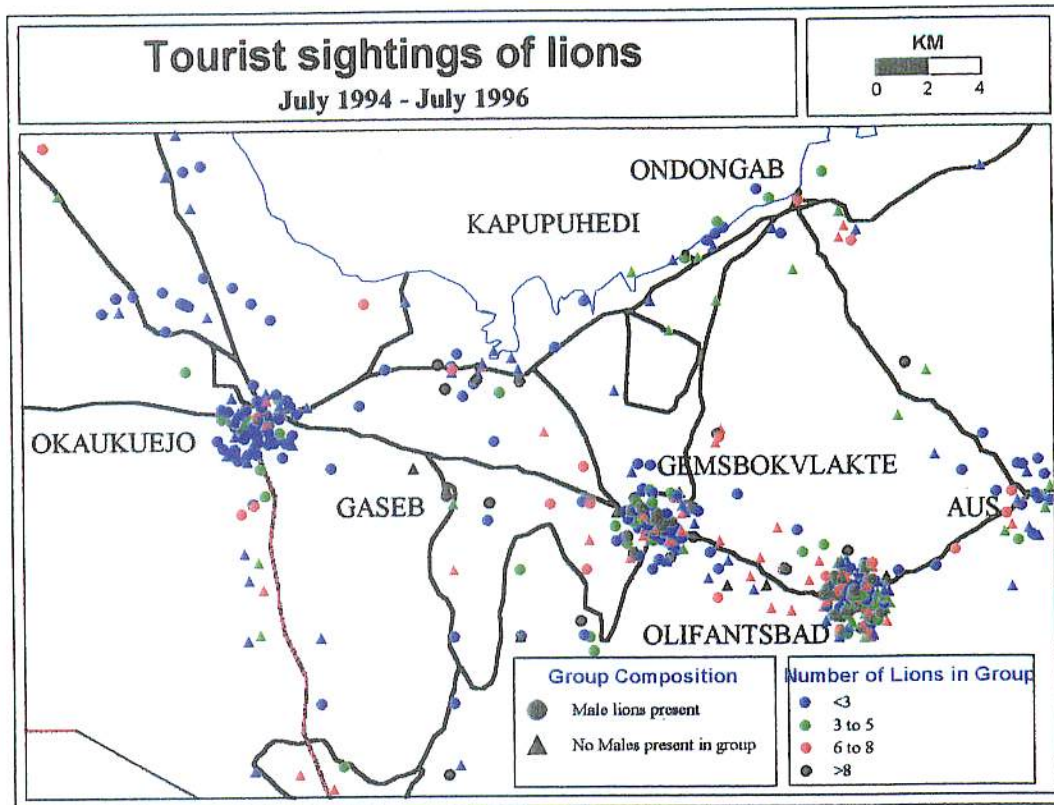 Tourist sightings of lions
July 1994 - July 1996
KM
0 2 4
ONDONGAB
KAPUPUHEDI
OKAUKUEJO
GASEB
GEMSBOKVLAKTE
AUS
OLIFANTSBAD
Group Composition
Male lions present
No Males present in group
Number of Lions in Group
<3
3 to 5
6 to 8
>8